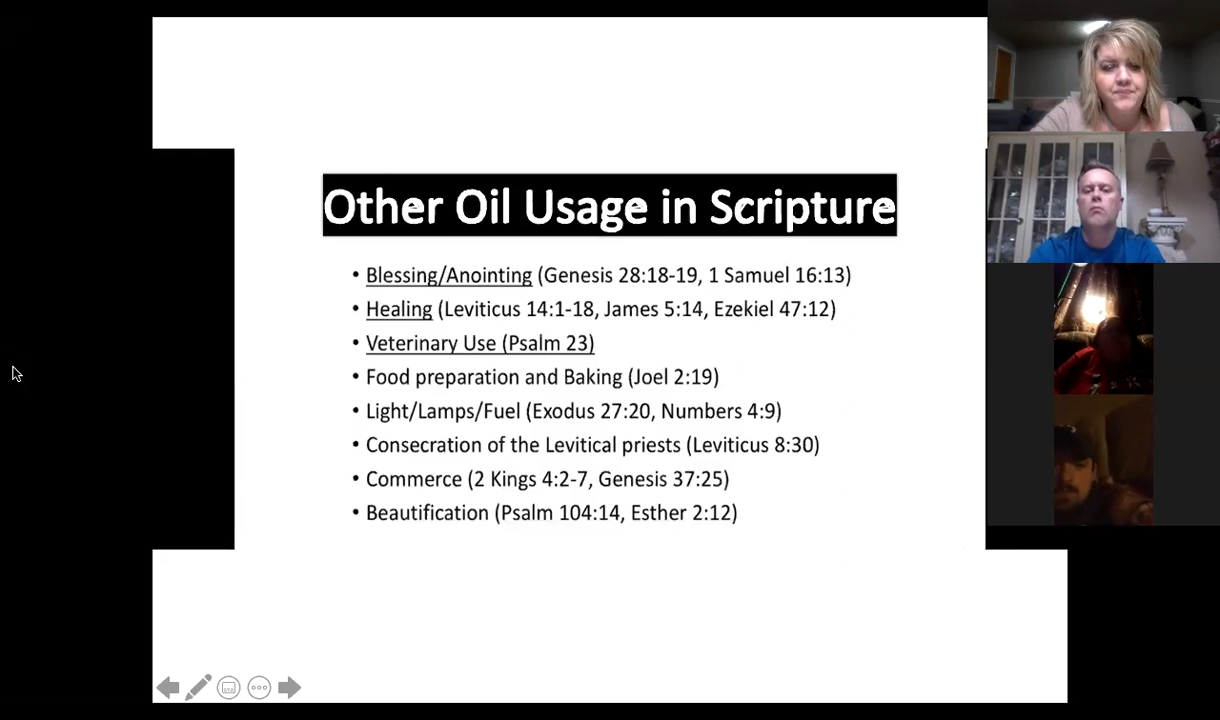 Other Oil Usage in Scripture
• Blessing/Anointing (Genesis 28:18-19, 1 Samuel 16:13)
• Healing (Leviticus 14:1-18, James 5:14, Ezekiel 47:12)
• Veterinary Use (Psalm 23)
• Food preparation and Baking (Joel 2:19)
• Light/Lamps/Fuel (Exodus 27:20, Numbers 4:9)
• Consecration of the Levitical priests (Leviticus 8:30)
• Commerce (2 Kings 4:2-7, Genesis 37:25)
• Beautification (Psalm 104:14, Esther 2:12)